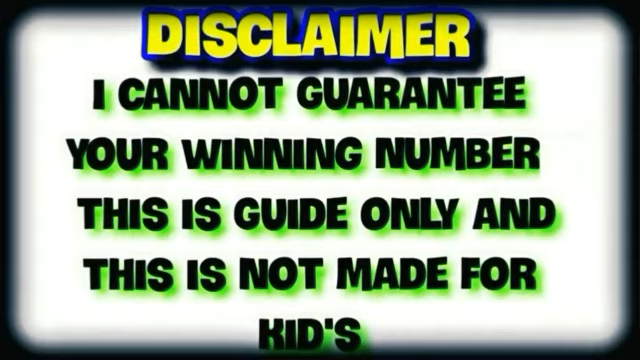 DISCLAIMER
I CANNOT GUARANTEE
YOUR WINNING NUMBER
THIS IS GUIDE ONLY AND
THIS IS NOT MADE FOR
KID'S